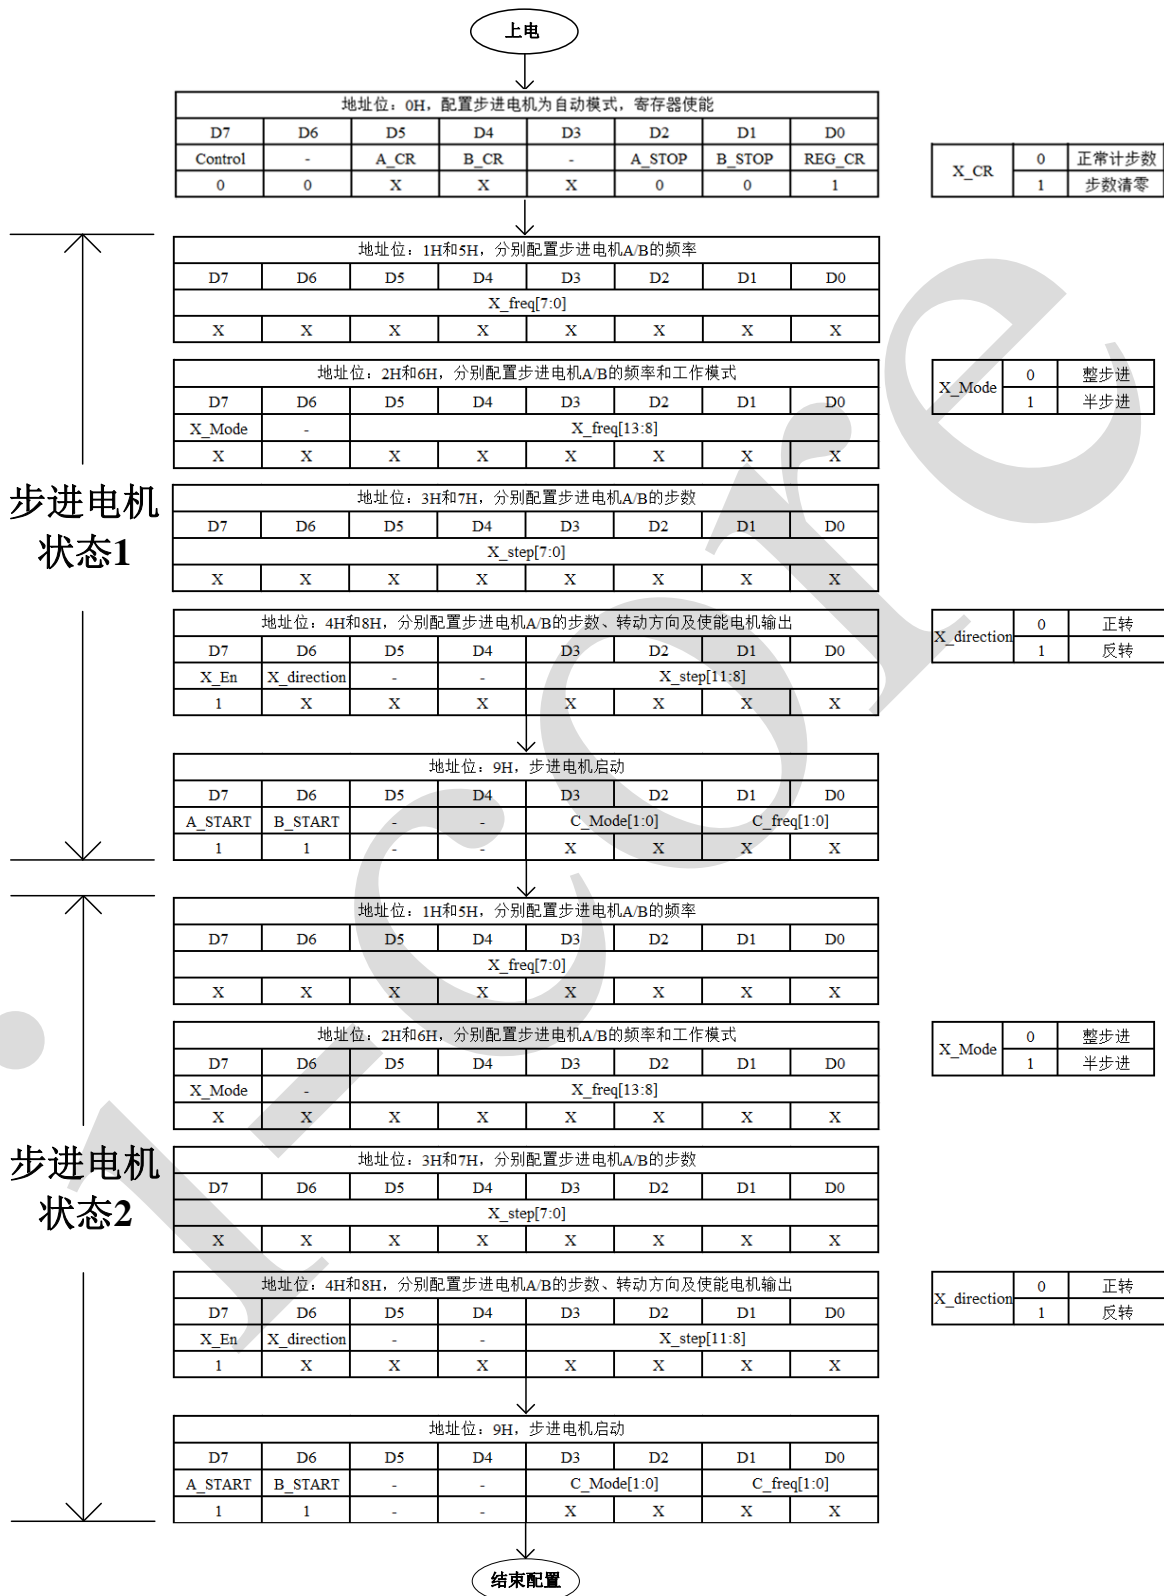 上电
地址位：0H，配置步进电机为自动模式，寄存器使能
D7 D6 D5 D4 D3 D2 D1 D0
Control - A_CR B_CR - A_STOP B_STOP REG_CR
0 0 X X X 0 0 1
X_CR 0 正常计步数
1 步数清零
步进电机
状态1
地址位：1H和5H，分别配置步进电机A/B的频率
D7 D6 D5 D4 D3 D2 D1 D0
X_freq[7:0]
X X X X X X X X
地址位：2H和6H，分别配置步进电机A/B的频率和工作模式
D7 D6 D5 D4 D3 D2 D1 D0
X_Mode - X_freq[13:8]
X X X X X X X X
X_Mode 0 整步进
1 半步进
地址位：3H和7H，分别配置步进电机A/B的步数
D7 D6 D5 D4 D3 D2 D1 D0
X_step[7:0]
X X X X X X X X
地址位：4H和8H，分别配置步进电机A/B的步数、转动方向及使能电机输出
D7 D6 D5 D4 D3 D2 D1 D0
X_En X_direction - - X_step[11:8]
1 X X X X X X X
X_direction 0 正转
1 反转
地址位：9H，步进电机启动
D7 D6 D5 D4 D3 D2 D1 D0
A_START B_START - - C_Mode[1:0] C_freq[1:0]
1 1 - - X X X X
步进电机
状态2
地址位：1H和5H，分别配置步进电机A/B的频率
D7 D6 D5 D4 D3 D2 D1 D0
X_freq[7:0]
X X X X X X X X
地址位：2H和6H，分别配置步进电机A/B的频率和工作模式
D7 D6 D5 D4 D3 D2 D1 D0
X_Mode - X_freq[13:8]
X X X X X X X X
X_Mode 0 整步进
1 半步进
地址位：3H和7H，分别配置步进电机A/B的步数
D7 D6 D5 D4 D3 D2 D1 D0
X_step[7:0]
X X X X X X X X
地址位：4H和8H，分别配置步进电机A/B的步数、转动方向及使能电机输出
D7 D6 D5 D4 D3 D2 D1 D0
X_En X_direction - - X_step[11:8]
1 X X X X X X X
X_direction 0 正转
1 反转
地址位：9H，步进电机启动
D7 D6 D5 D4 D3 D2 D1 D0
A_START B_START - - C_Mode[1:0] C_freq[1:0]
1 1 - - X X X X
结束配置
i-core